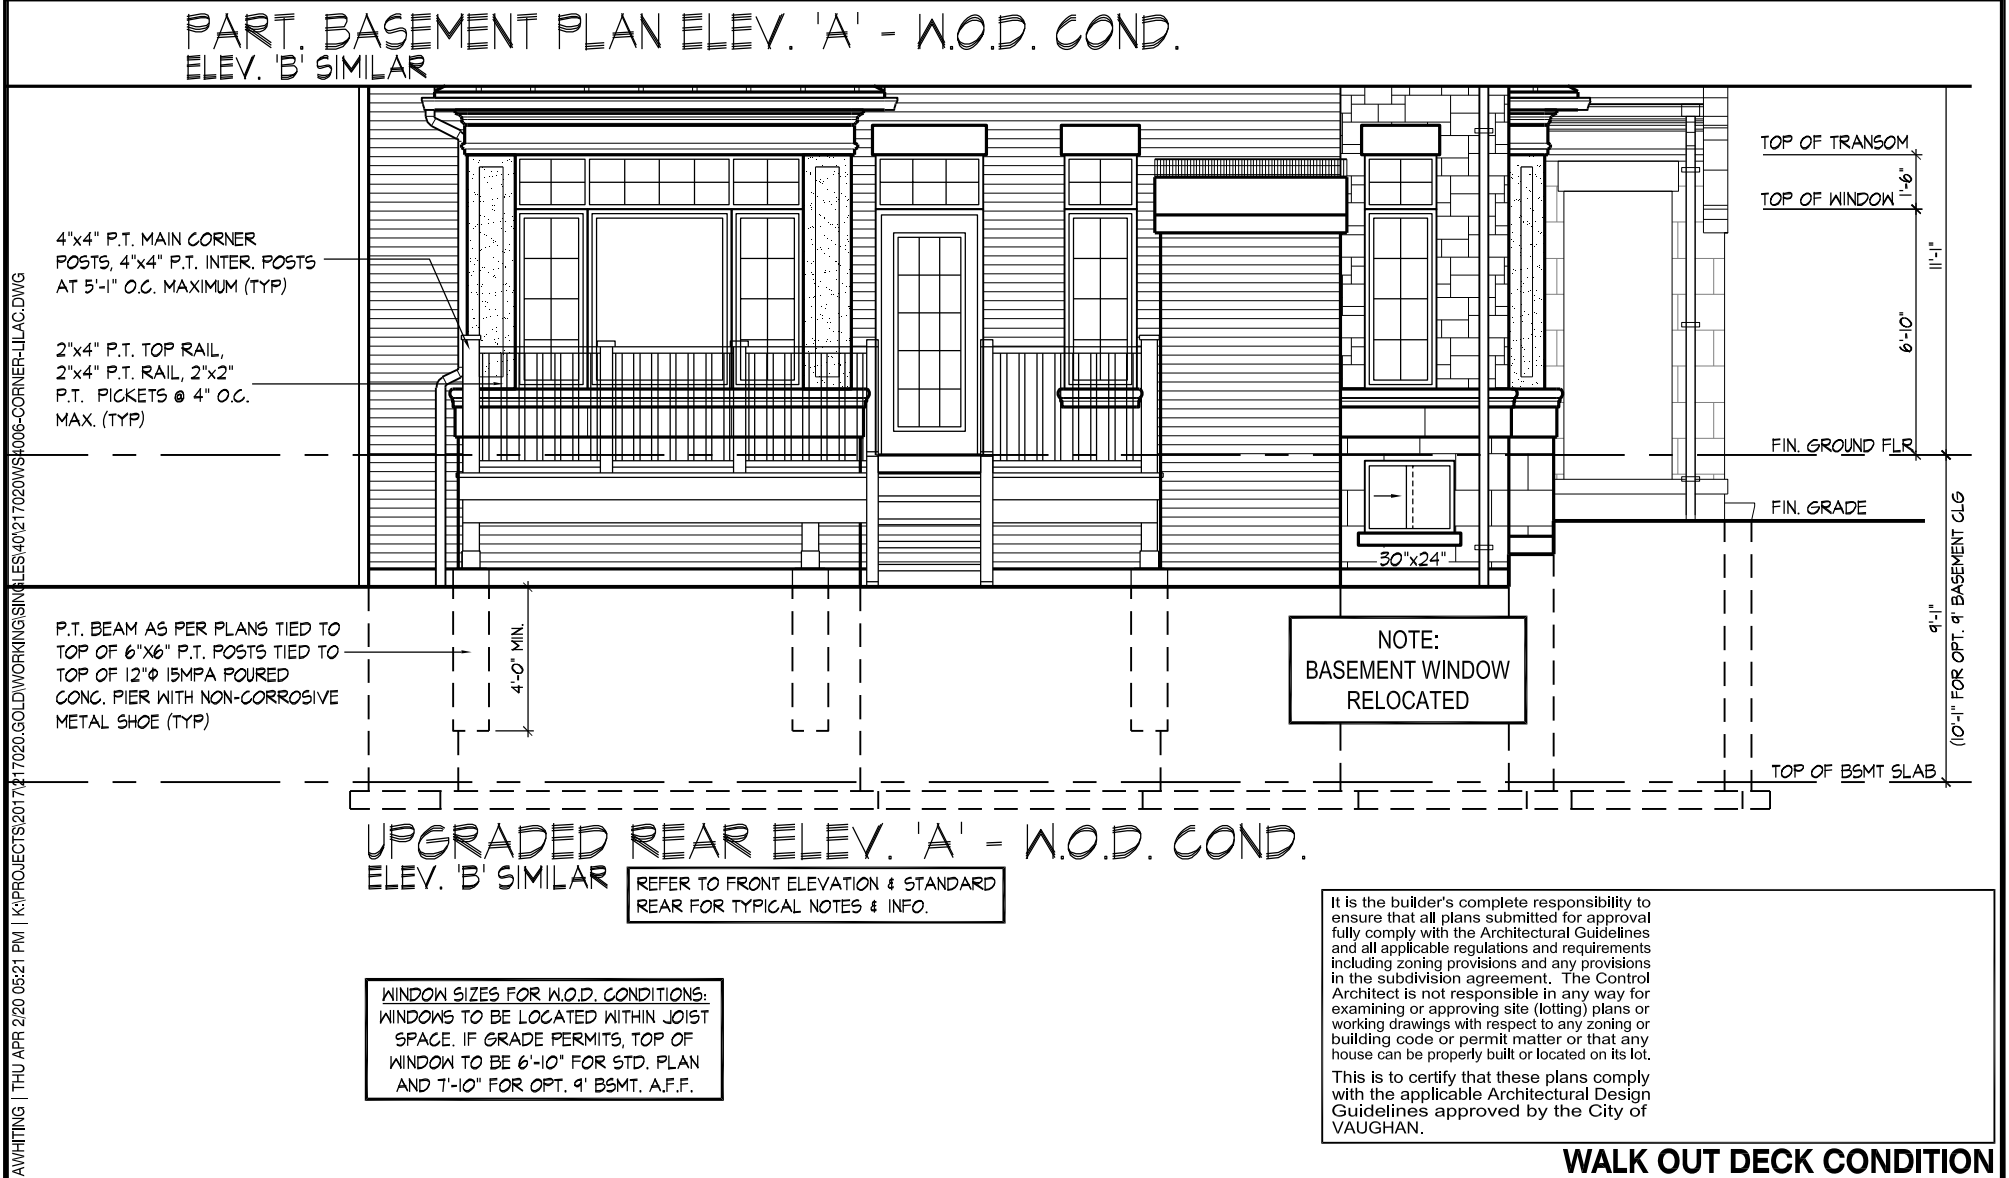 PART. BASEMENT PLAN ELEV. 'A' - W.O.D. COND.
ELEV. 'B' SIMILAR
4"x4" P.T. MAIN CORNER
POSTS, 4"x4" P.T. INTER. POSTS
AT 5'-1" O.C. MAXIMUM (TYP)
2"x4" P.T. TOP RAIL,
2"x4" P.T. RAIL, 2"x2"
P.T. PICKETS @ 4" O.C.
MAX. (TYP)
P.T. BEAM AS PER PLANS TIED TO
TOP OF 6"X6" P.T. POSTS TIED TO
TOP OF 12"Φ 15MPA POURED
CONC. PIER WITH NON-CORROSIVE
METAL SHOE (TYP)
4'-0" MIN.
30"x24"
NOTE:
BASEMENT WINDOW
RELOCATED
TOP OF TRANSOM
1'-6"
TOP OF WINDOW
11'-1"
6'-10"
FIN. GROUND FLR
FIN. GRADE
9'-1"
(10'-1" FOR OPT. 9' BASEMENT CLG
TOP OF BSMT SLAB
UPGRADED REAR ELEV. 'A' - W.O.D. COND.
ELEV. 'B' SIMILAR
REFER TO FRONT ELEVATION & STANDARD
REAR FOR TYPICAL NOTES & INFO.
WINDOW SIZES FOR W.O.D. CONDITIONS:
WINDOWS TO BE LOCATED WITHIN JOIST
SPACE. IF GRADE PERMITS, TOP OF
WINDOW TO BE 6'-10" FOR STD. PLAN
AND 7'-10" FOR OPT. 9' BSMT. A.F.F.
It is the builder's complete responsibility to
ensure that all plans submitted for approval
fully comply with the Architectural Guidelines
and all applicable regulations and requirements
including zoning provisions and any provisions
in the subdivision agreement. The Control
Architect is not responsible in any way for
examining or approving site (lotting) plans or
working drawings with respect to any zoning or
building code or permit matter or that any
house can be properly built or located on its lot.
This is to certify that these plans comply
with the applicable Architectural Design
Guidelines approved by the City of
VAUGHAN.
WALK OUT DECK CONDITION
AWHITING | THU APR 2/20 05:21 PM | K:\PROJECTS\2017\217020.GOLD\WORKING\SINGLES\40\217020WS4006-CORNER-LILAC.DWG